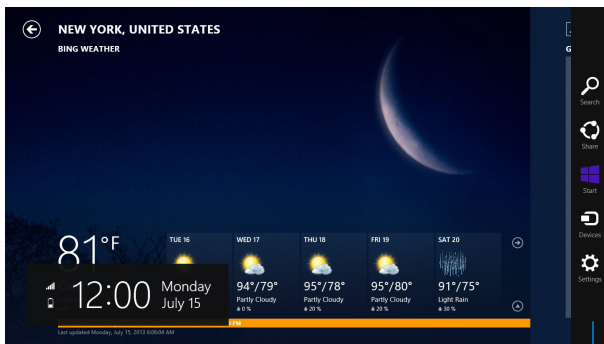 NEW YORK, UNITED STATES
BING WEATHER
Search
Share
Start
Devices
Settings
81°F
TUE 16
WED 17
94°/79°
Partly Cloudy
0 %
THU 18
95°/78°
Partly Cloudy
20 %
FRI 19
95°/80°
Partly Cloudy
20 %
SAT 20
91°/75°
Light Rain
30 %
12:00
Monday
July 15
PM
Last updated Monday, July 15, 2013 6:06:04 AM